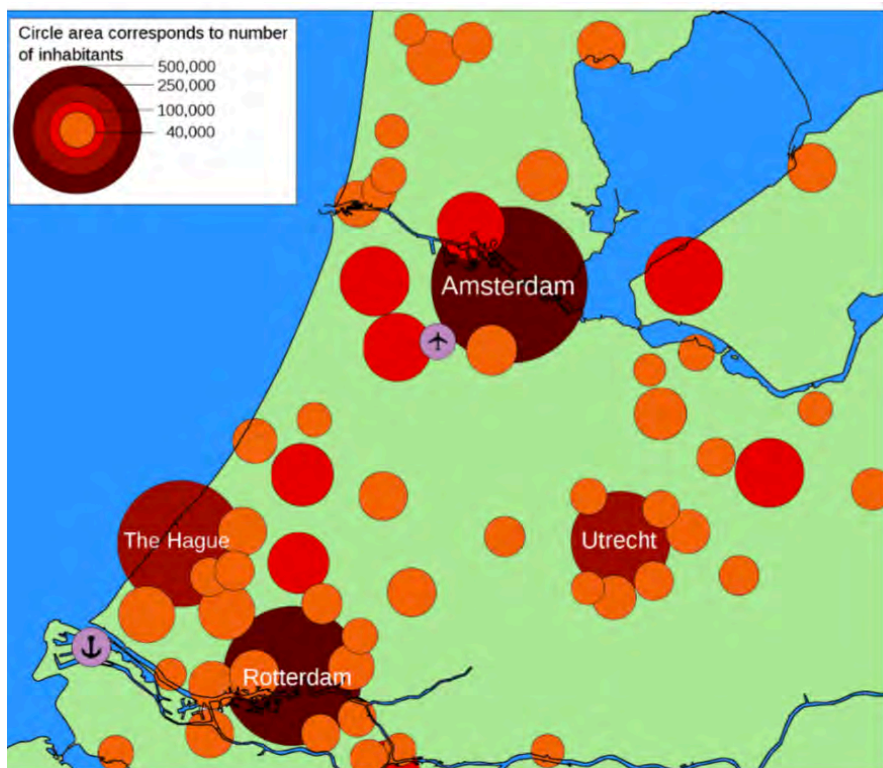 Circle area corresponds to number
of inhabitants
500,000
250,000
100,000
40,000
Amsterdam
The Hague
Utrecht
Rotterdam